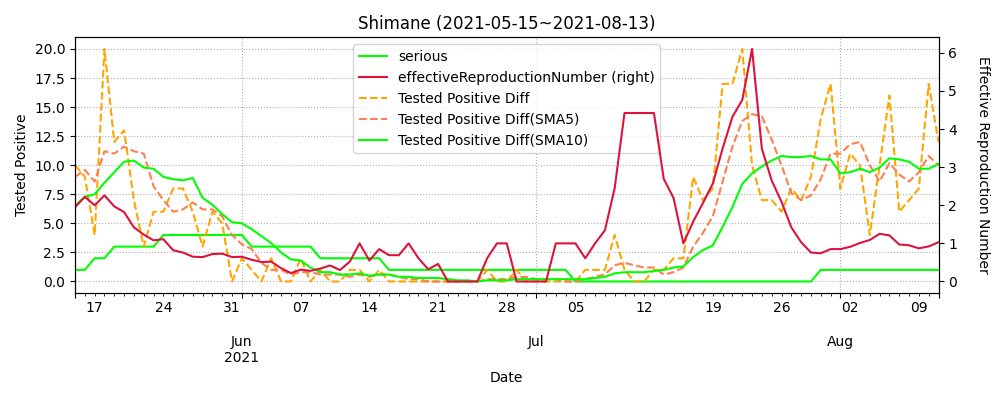 Shimane (2021-05-15~2021-08-13)
serious
effectiveReproductionNumber (right)
Tested Positive Diff
Tested Positive Diff(SMA5)
Tested Positive Diff(SMA10)
Tested Positive
20.0
17.5
15.0
12.5
10.0
7.5
5.0
2.5
0.0
Effective Reproduction Number
6
5
4
3
2
1
0
17 24 31 07 14 21 28 05 12 19 26 02 09
Jun Jul Aug
2021
Date